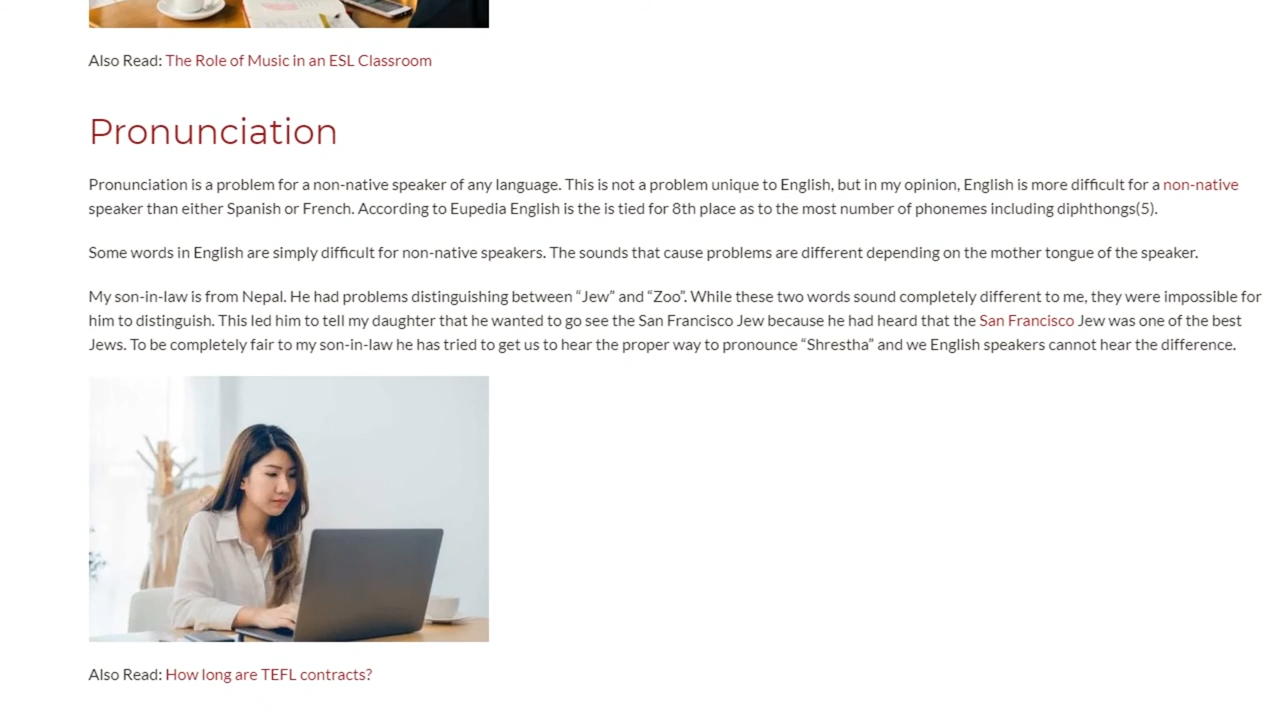 Also Read: The Role of Music in an ESL Classroom
Pronunciation
Pronunciation is a problem for a non-native speaker of any language. This is not a problem unique to English, but in my opinion, English is more difficult for a non-native
speaker than either Spanish or French. According to Eupedia English is the is tied for 8th place as to the most number of phonemes including diphthongs(5).
Some words in English are simply difficult for non-native speakers. The sounds that cause problems are different depending on the mother tongue of the speaker.
My son-in-law is from Nepal. He had problems distinguishing between “Jew” and “Zoo”. While these two words sound completely different to me, they were impossible for
him to distinguish. This led him to tell my daughter that he wanted to go see the San Francisco Jew because he had heard that the San Francisco Jew was one of the best
Jews. To be completely fair to my son-in-law he has tried to get us to hear the proper way to pronounce “Shrestha” and we English speakers cannot hear the difference.
Also Read: How long are TEFL contracts?